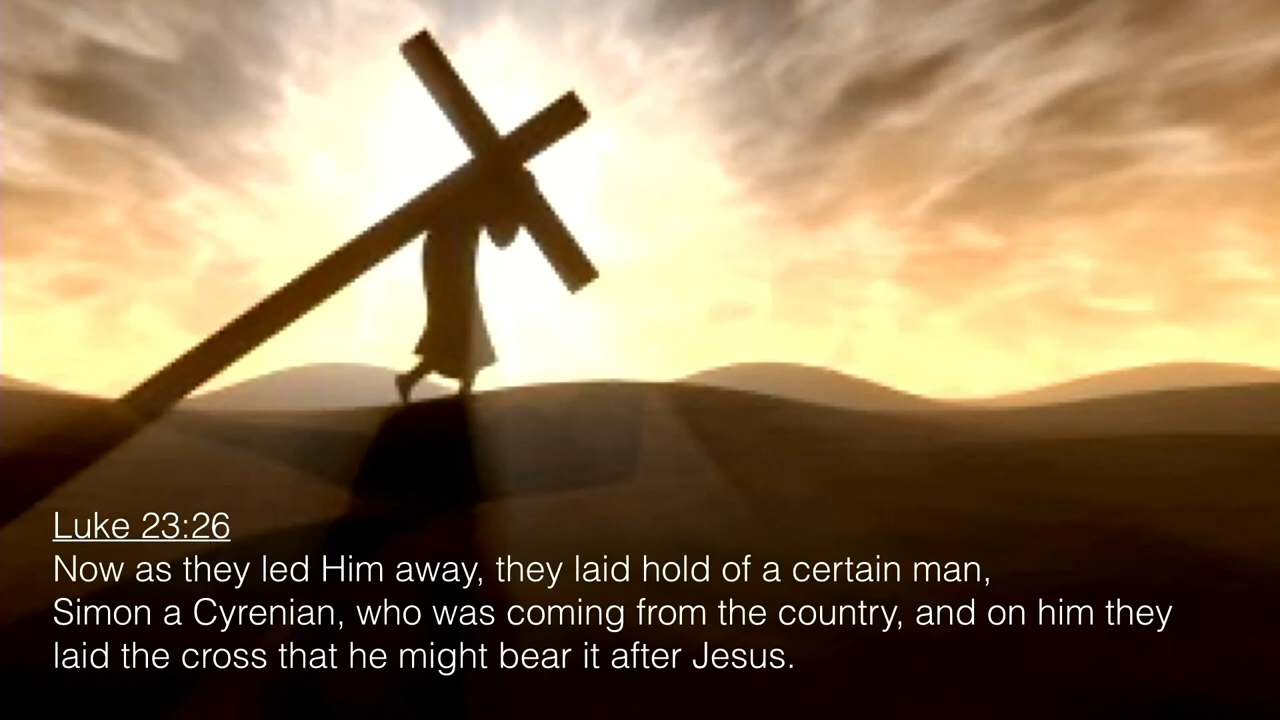 Luke 23:26
Now as they led Him away, they laid hold of a certain man,
Simon a Cyrenian, who was coming from the country, and on him they
laid the cross that he might bear it after Jesus.